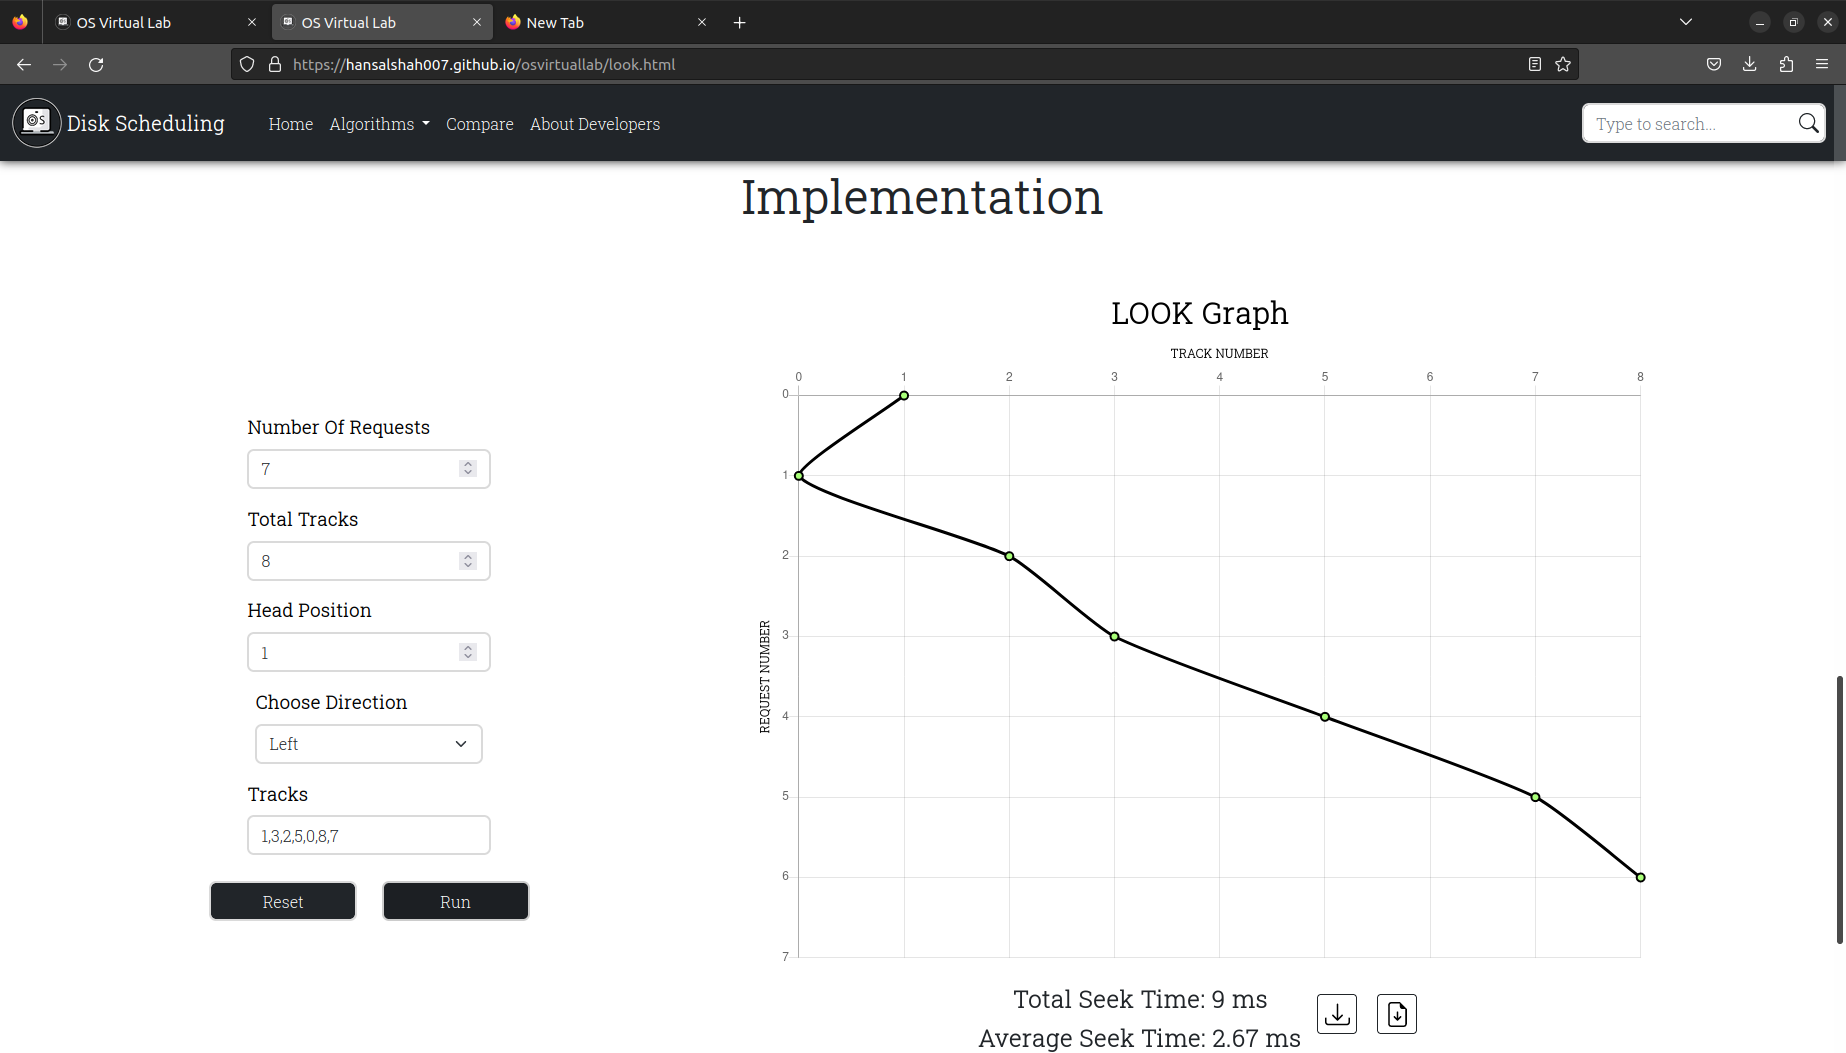 OS Virtual Lab
OS Virtual Lab
New Tab
https://hansalshah007.github.io/osvirtuallab/look.html
OS
Disk Scheduling
Home Algorithms Compare About Developers
Type to search...
Implementation
LOOK Graph
TRACK NUMBER
0 1 2 3 4 5 6 7 8
0
1
2
3
4
5
6
7
REQUEST NUMBER
Number Of Requests
7
Total Tracks
8
Head Position
1
Choose Direction
Left
Tracks
1,3,2,5,0,8,7
Reset Run
Total Seek Time: 9 ms
Average Seek Time: 2.67 ms